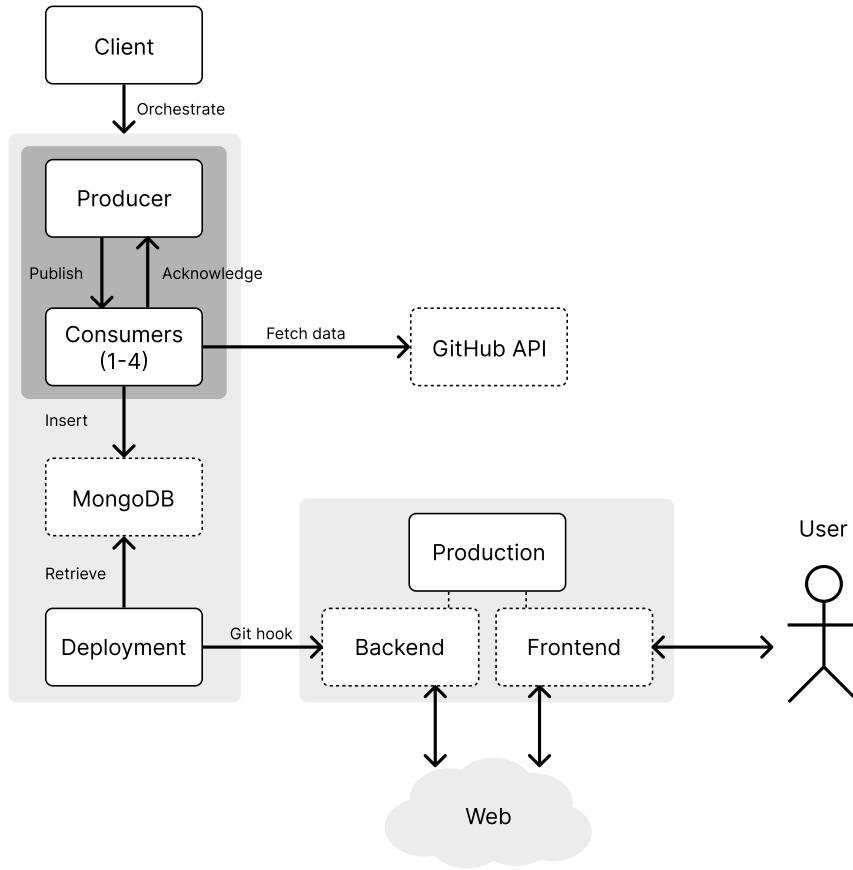 Client
Orchestrate
Producer
Publish
Acknowledge
Consumers
(1-4)
Fetch data
GitHub API
Insert
MongoDB
Retrieve
Deployment
Git hook
Production
Backend
Frontend
User
Web